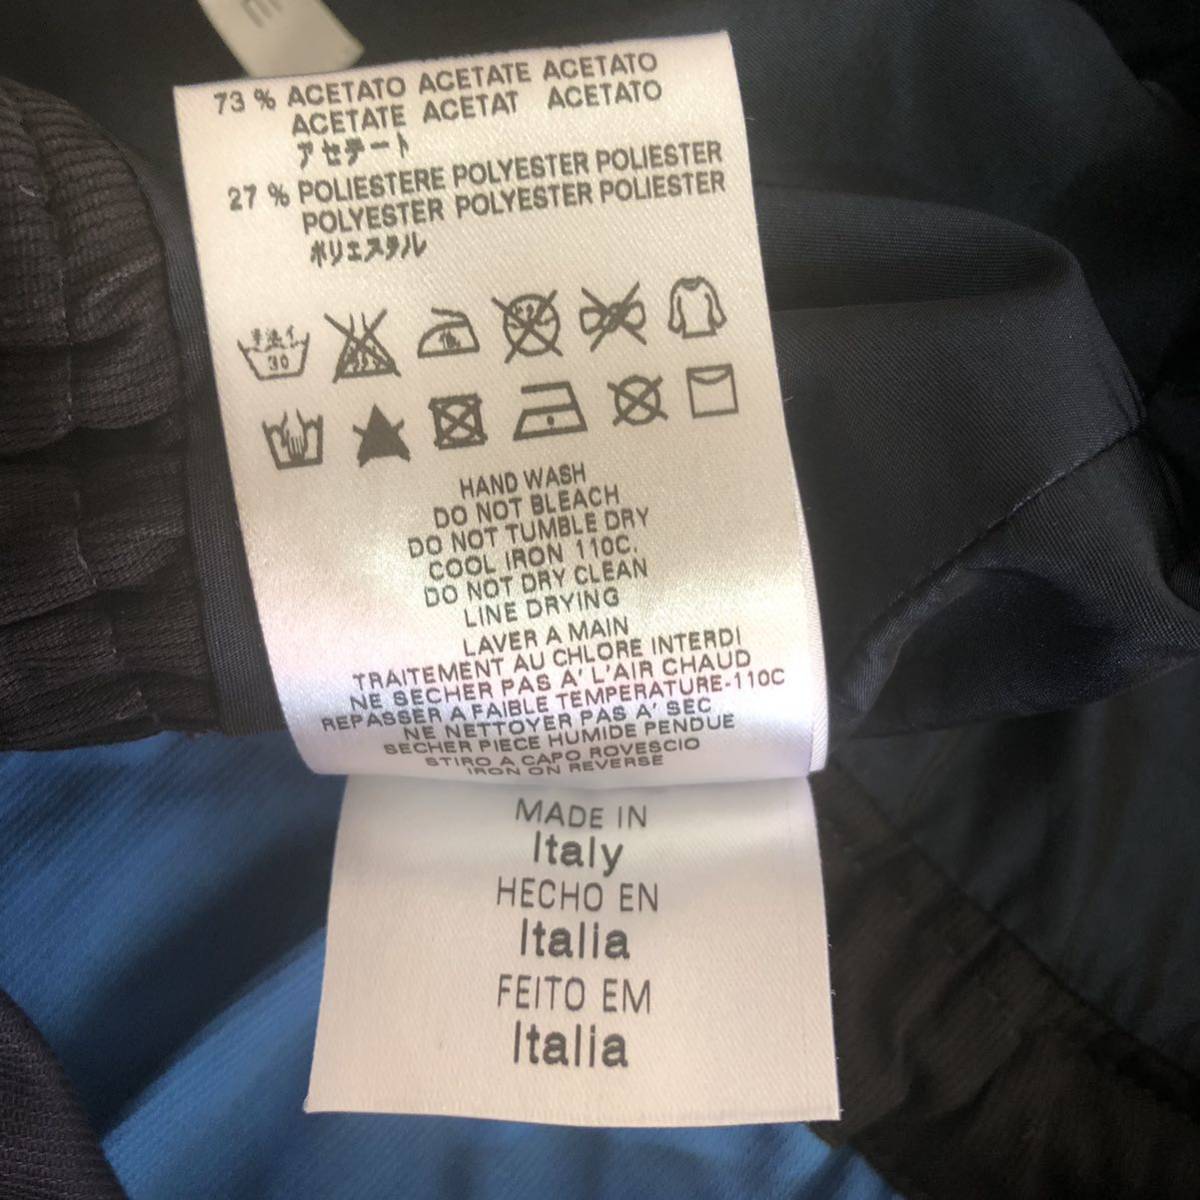 E
73 % ACETATO ACETATE ACETATO
ACETATE ACETAT ACETATO
アセテート
27 % POLIESTERE POLYESTER POLIESTER
POLYESTER POLYESTER POLIESTER
ポリエステル
手洗イ
30
HAND WASH
DO NOT BLEACH
DO NOT TUMBLE DRY
COOL IRON 110C.
DO NOT DRY CLEAN
LINE DRYING
LAVER A MAIN
TRAITEMENT AU CHLORE INTERDI
NE SECHER PAS A' L'AIR CHAUD
REPASSER A FAIBLE TEMPERATURE-110C
NE NETTOYER PAS A' SEC
SECHER PIECE HUMIDE PENDUE
STIRO A CAPO ROVESCIO
IRON ON REVERSE
MADE IN
Italy
HECHO EN
Italia
FEITO EM
Italia